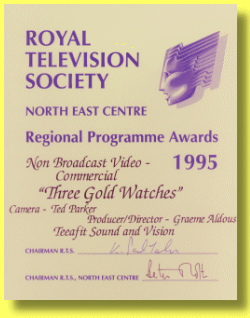 ROYAL
TELEVISION
SOCIETY
NORTH EAST CENTRE
Regional Programme Awards
Non Broadcast Video - 1995
Commercial
"Three Gold Watches"
Camera - Ted Parker
Producer/Director - Graeme Aldous
Teeafit Sound and Vision
CHAIRMAN R.T.S.
CHAIRMAN R.T.S., NORTH EAST CENTRE